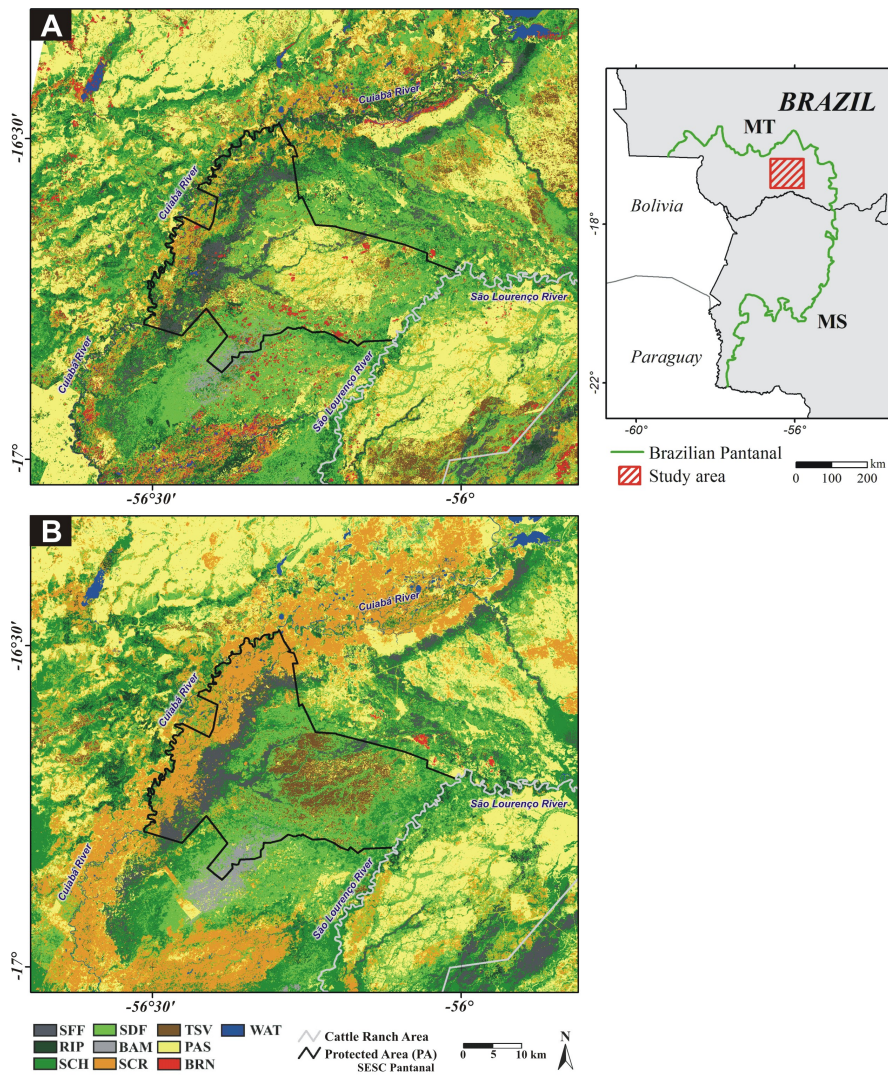 A
Cuiabá River
-16°30'
Cuiabá River
São Lourenço River
Cuiabá River
São Lourenço River
-17°
-56°30'
-56°
BRAZIL
MT
Bolivia
-18°
MS
Paraguay
-22°
-60°
-56°
Brazilian Pantanal
km
Study area
0 100 200
B
Cuiabá River
-16°30'
Cuiabá River
São Lourenço River
Cuiabá River
São Lourenço River
-17°
-56°30'
-56°
SFF SDF TSV WAT
RIP BAM PAS
SCH SCR BRN
Cattle Ranch Area
Protected Area (PA)
SESC Pantanal
0 5 10 km
N